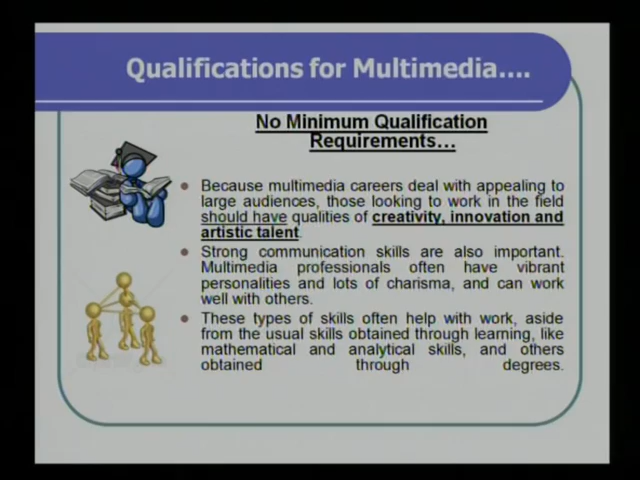 Qualifications for Multimedia....
No Minimum Qualification
Requirements...
Because multimedia careers deal with appealing to
large audiences, those looking to work in the field
should have qualities of creativity, innovation and
artistic talent.
Strong communication skills are also important.
Multimedia professionals often have vibrant
personalities and lots of charisma, and can work
well with others.
These types of skills often help with work, aside
from the usual skills obtained through learning, like
mathematical and analytical skills, and others
obtained through degrees.